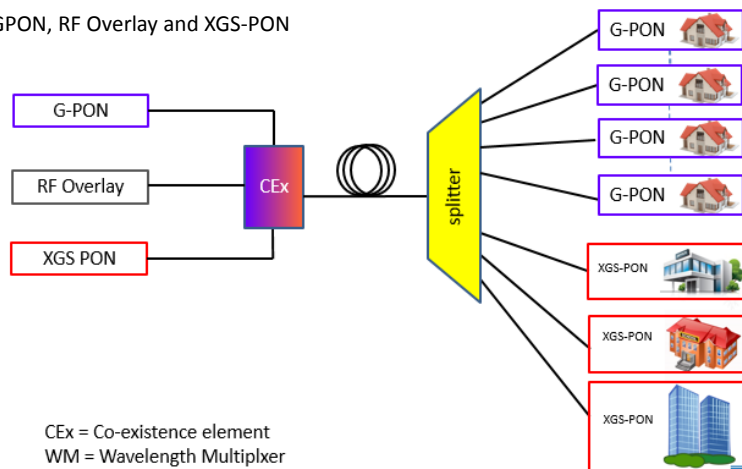 GPON, RF Overlay and XGS-PON
G-PON
RF Overlay
XGS PON
CEx
splitter
G-PON
G-PON
G-PON
G-PON
XGS-PON
XGS-PON
XGS-PON
CEx = Co-existence element
WM = Wavelength Multiplxer